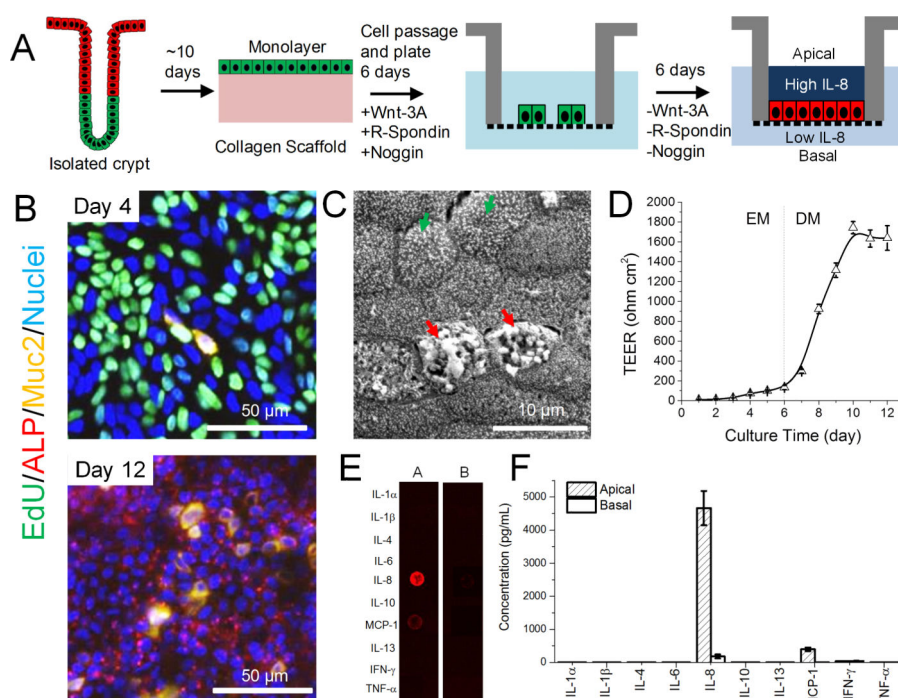 A
Isolated crypt
~10
days
Monolayer
Collagen Scaffold
Cell passage
and plate
6 days
+Wnt-3A
+R-Spondin
+Noggin
6 days
-Wnt-3A
-R-Spondin
-Noggin
Apical
High IL-8
Low IL-8
Basal
B
EdU/ALP/Muc2/Nuclei
Day 4
50 µm
Day 12
50 µm
C
10 µm
D
EM
DM
2000
1800
1600
1400
1200
1000
800
600
400
200
0
TEER (ohm cm²)
0 2 4 6 8 10 12
Culture Time (day)
E
A B
IL-1α
IL-1β
IL-4
IL-6
IL-8
IL-10
MCP-1
IL-13
IFN-γ
TNF-α
F
Apical
Basal
5000
4000
3000
2000
1000
0
Concentration (pg/mL)
IL-1α
IL-1β
IL-4
IL-6
IL-8
IL-10
IL-13
MCP-1
IFN-γ
TNF-α